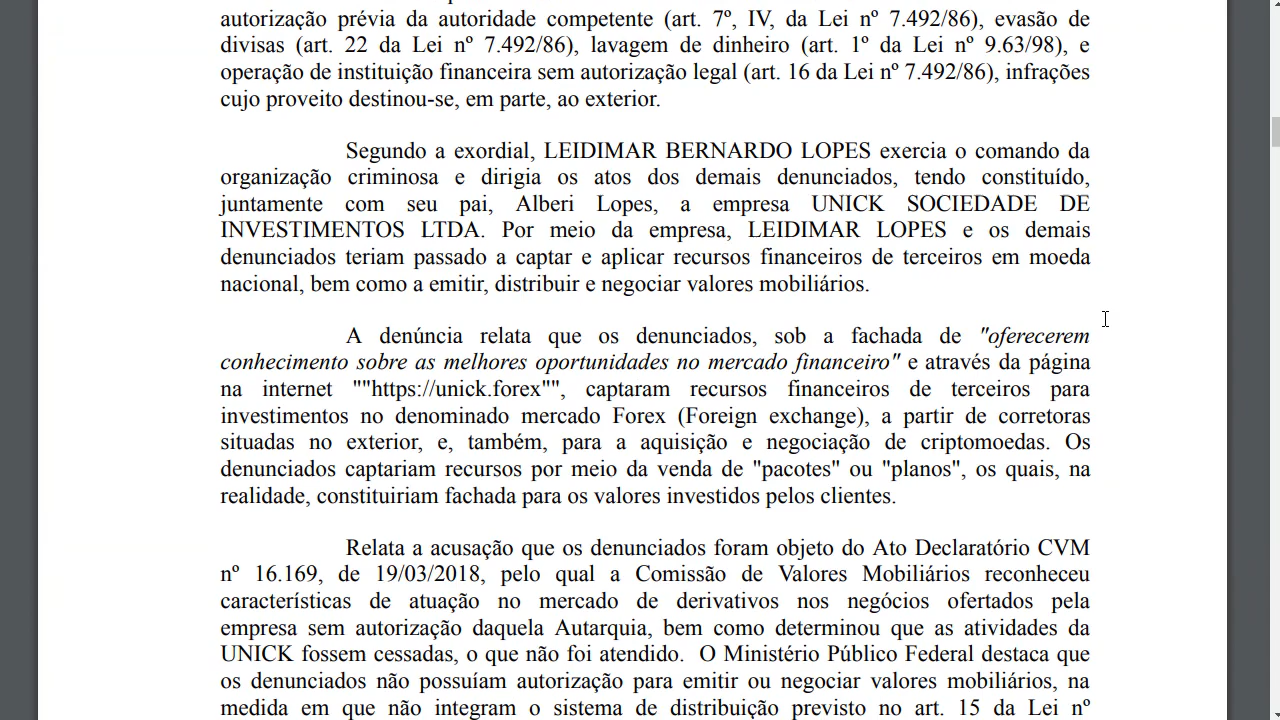 autorização prévia da autoridade competente (art. 7º, IV, da Lei nº 7.492/86), evasão de
divisas (art. 22 da Lei nº 7.492/86), lavagem de dinheiro (art. 1º da Lei nº 9.63/98), e
operação de instituição financeira sem autorização legal (art. 16 da Lei nº 7.492/86), infrações
cujo proveito destinou-se, em parte, ao exterior.
Segundo a exordial, LEIDIMAR BERNARDO LOPES exercia o comando da
organização criminosa e dirigia os atos dos demais denunciados, tendo constituído,
juntamente com seu pai, Alberi Lopes, a empresa UNICK SOCIEDADE DE
INVESTIMENTOS LTDA. Por meio da empresa, LEIDIMAR LOPES e os demais
denunciados teriam passado a captar e aplicar recursos financeiros de terceiros em moeda
nacional, bem como a emitir, distribuir e negociar valores mobiliários.
A denúncia relata que os denunciados, sob a fachada de "oferecerem
conhecimento sobre as melhores oportunidades no mercado financeiro" e através da página
na internet ""https://unick.forex"", captaram recursos financeiros de terceiros para
investimentos no denominado mercado Forex (Foreign exchange), a partir de corretoras
situadas no exterior, e, também, para a aquisição e negociação de criptomoedas. Os
denunciados captariam recursos por meio da venda de "pacotes" ou "planos", os quais, na
realidade, constituiriam fachada para os valores investidos pelos clientes.
Relata a acusação que os denunciados foram objeto do Ato Declaratório CVM
nº 16.169, de 19/03/2018, pelo qual a Comissão de Valores Mobiliários reconheceu
características de atuação no mercado de derivativos nos negócios ofertados pela
empresa sem autorização daquela Autarquia, bem como determinou que as atividades da
UNICK fossem cessadas, o que não foi atendido. O Ministério Público Federal destaca que
os denunciados não possuíam autorização para emitir ou negociar valores mobiliários, na
medida em que não integram o sistema de distribuição previsto no art. 15 da Lei nº